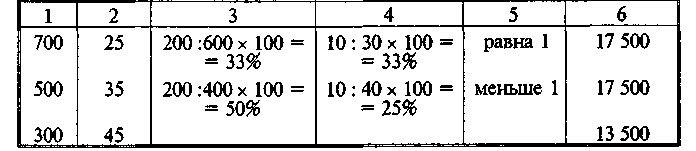 1 2 3 4 5 6
700 25 200 :600 × 100 = 10 : 30 × 100 = равна 1 17 500
= 33% = 33%
500 35 200 :400 × 100 = 10 : 40 × 100 = меньше 1 17 500
= 50% = 25%
300 45 13 500